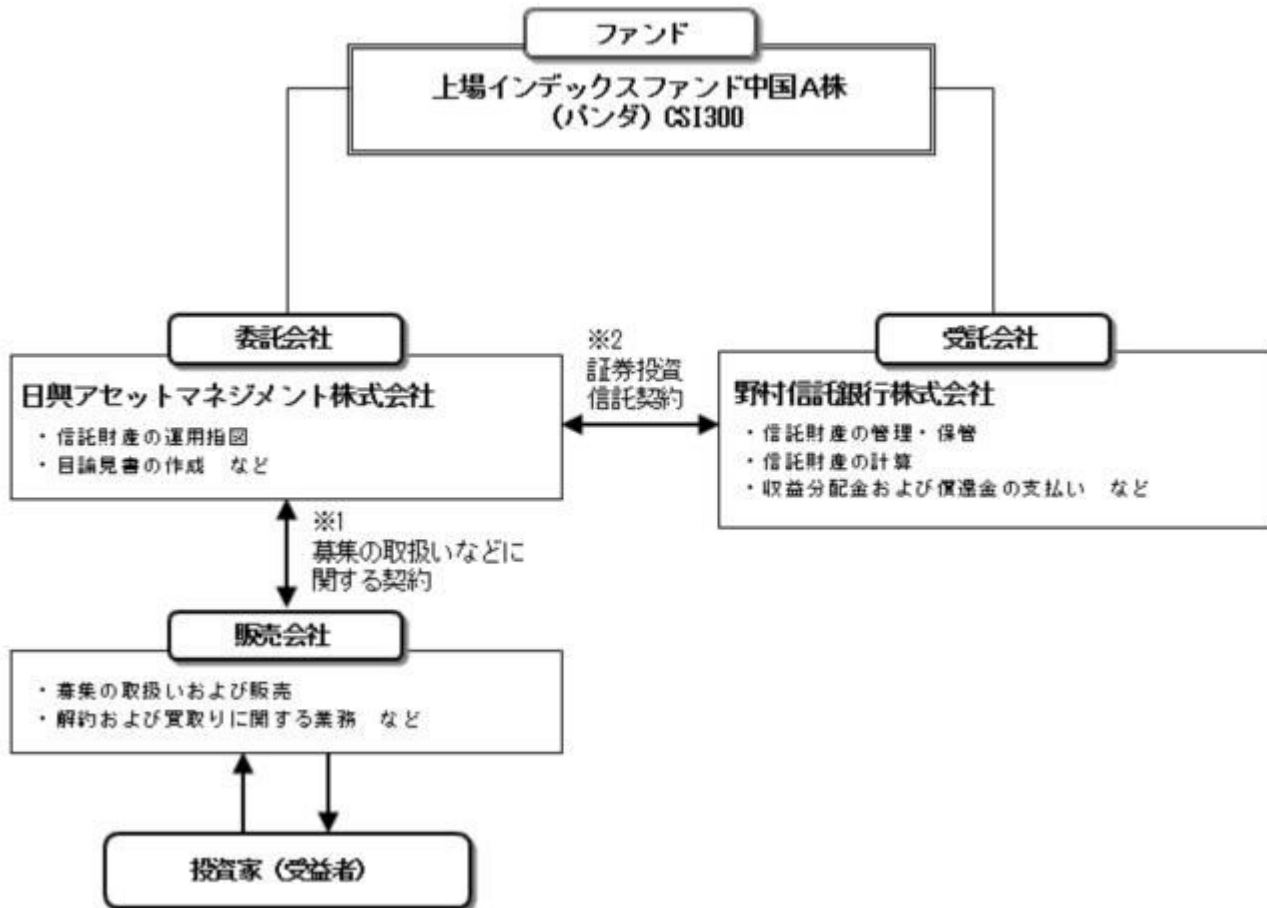 ファンド
上場インデックスファンド中国A株
（パンダ）CSI300
委託会社
日興アセットマネジメント株式会社
・信託財産の運用指図
・目論見書の作成　など
※2
証券投資
信託契約
受託会社
野村信託銀行株式会社
・信託財産の管理・保管
・信託財産の計算
・収益分配金および償還金の支払い　など
※1
募集の取扱いなどに
関する契約
販売会社
・募集の取扱いおよび販売
・解約および買取りに関する業務　など
投資家（受益者）